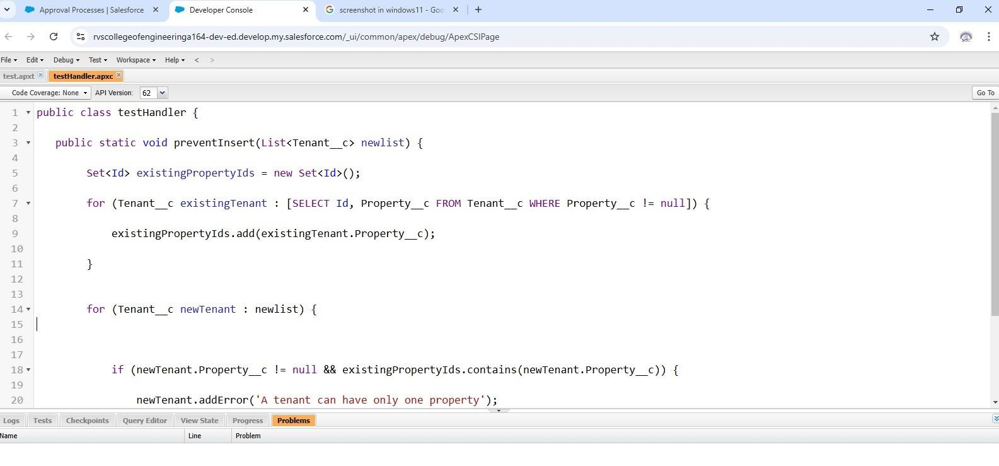 Approval Processes | Salesforce
Developer Console
screenshot in windows11 - Goo
rvscollegeofengineeringa164-dev-ed.develop.my.salesforce.com/_ui/common/apex/debug/ApexCSIPage
File Edit Debug Test Workspace Help < >
test.apxt testHandler.apxc
Code Coverage: None API Version: 62 Go To
1 public class testHandler {
2
3 public static void preventInsert(List<Tenant__c> newlist) {
4
5 Set<Id> existingPropertyIds = new Set<Id>();
6
7 for (Tenant__c existingTenant : [SELECT Id, Property__c FROM Tenant__c WHERE Property__c != null]) {
8
9 existingPropertyIds.add(existingTenant.Property__c);
10
11 }
12
13
14 for (Tenant__c newTenant : newlist) {
15
16
17
18 if (newTenant.Property__c != null && existingPropertyIds.contains(newTenant.Property__c)) {
19
20 newTenant.addError('A tenant can have only one property');
Logs Tests Checkpoints Query Editor View State Progress Problems
Name Line Problem